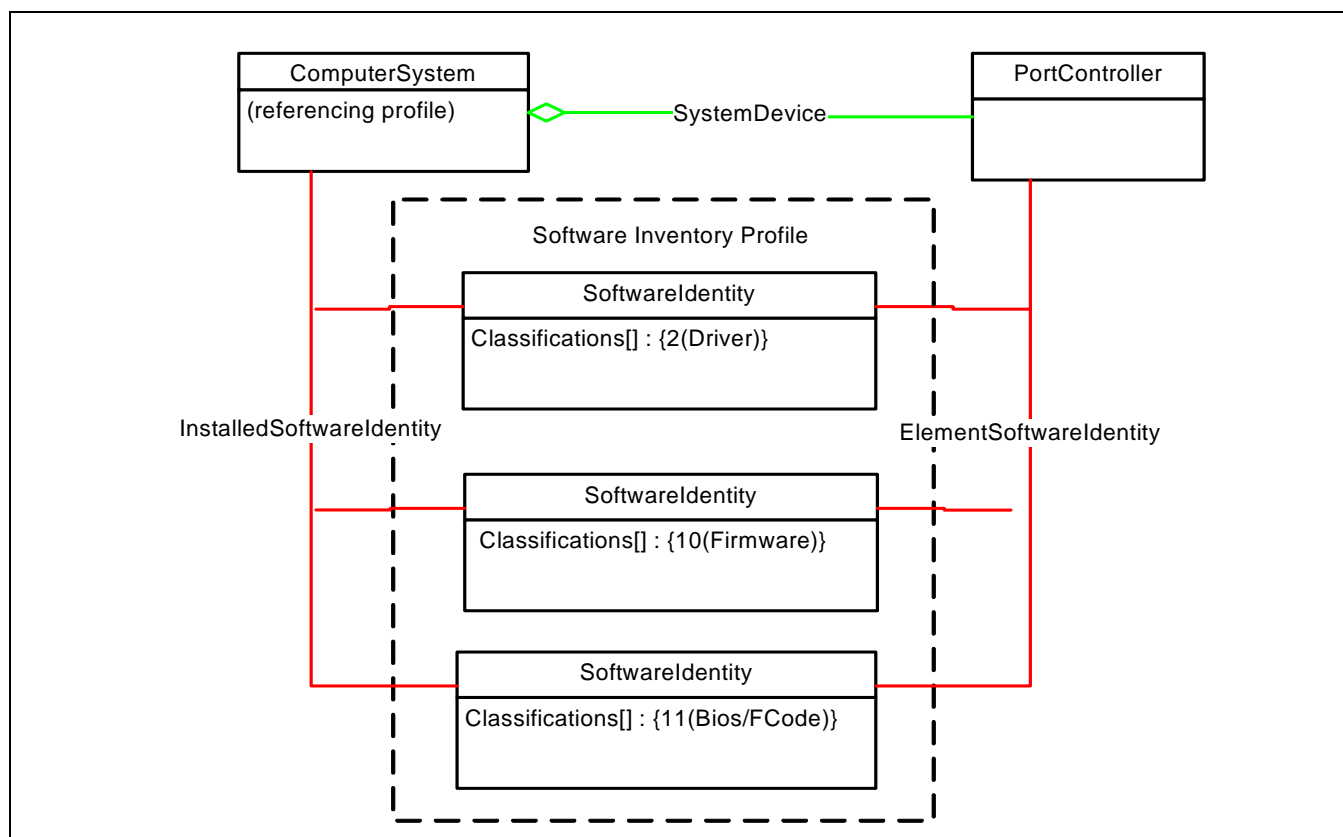 ComputerSystem
(referencing profile)
PortController
SystemDevice
Software Inventory Profile
SoftwareIdentity
Classifications[] : {2(Driver)}
InstalledSoftwareIdentity
ElementSoftwareIdentity
SoftwareIdentity
Classifications[] : {10(Firmware)}
SoftwareIdentity
Classifications[] : {11(Bios/FCode)}